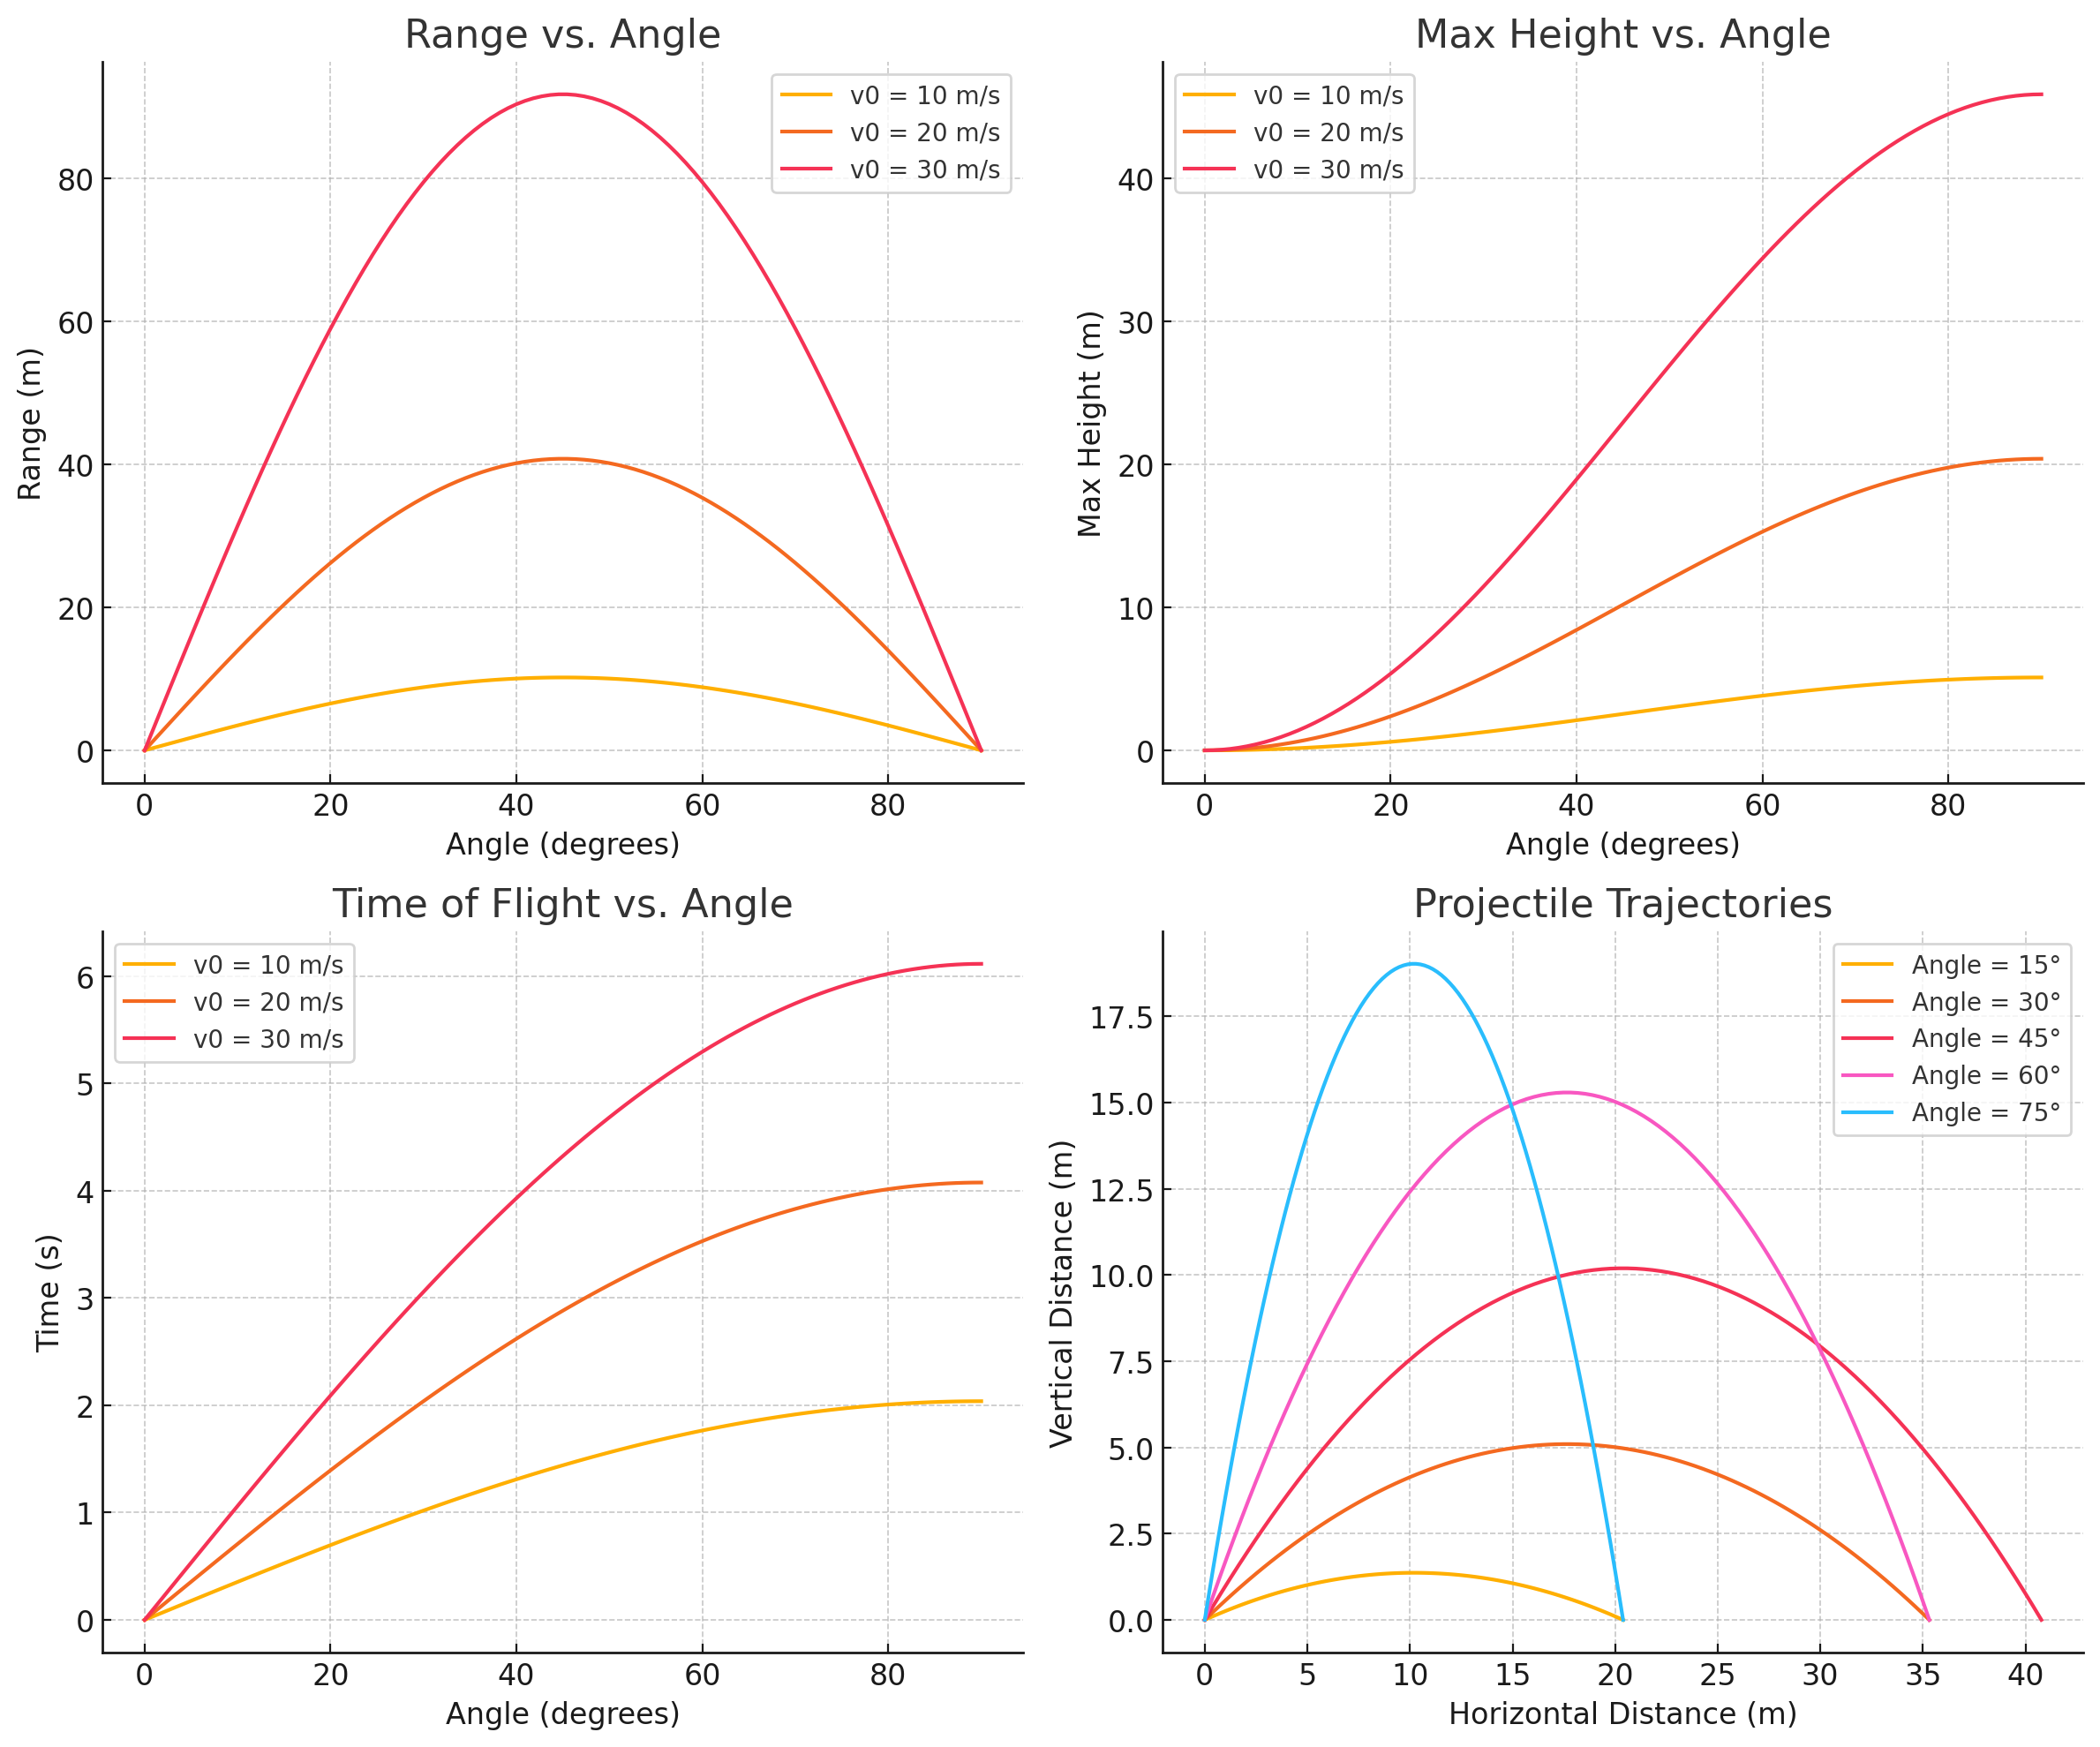 Range vs. Angle
Range (m)
80
60
40
20
0
v0 = 10 m/s
v0 = 20 m/s
v0 = 30 m/s
0 20 40 60 80
Angle (degrees)
Max Height vs. Angle
Max Height (m)
40
30
20
10
0
v0 = 10 m/s
v0 = 20 m/s
v0 = 30 m/s
0 20 40 60 80
Angle (degrees)
Time of Flight vs. Angle
Time (s)
6
5
4
3
2
1
0
v0 = 10 m/s
v0 = 20 m/s
v0 = 30 m/s
0 20 40 60 80
Angle (degrees)
Projectile Trajectories
Vertical Distance (m)
17.5
15.0
12.5
10.0
7.5
5.0
2.5
0.0
Angle = 15°
Angle = 30°
Angle = 45°
Angle = 60°
Angle = 75°
0 5 10 15 20 25 30 35 40
Horizontal Distance (m)